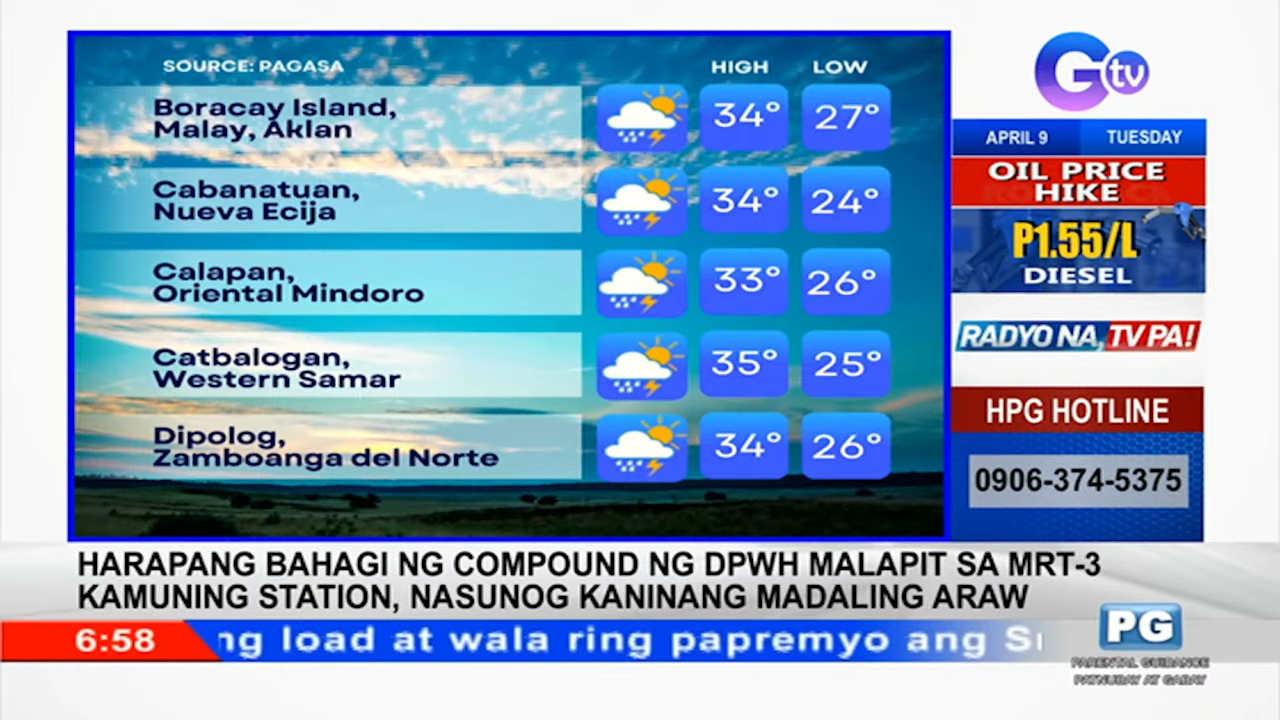 SOURCE: PAGASA
HIGH LOW
Boracay Island,
Malay, Aklan
34° 27°
Cabanatuan,
Nueva Ecija
34° 24°
Calapan,
Oriental Mindoro
33° 26°
Catbalogan,
Western Samar
35° 25°
Dipolog,
Zamboanga del Norte
34° 26°
Gtv
APRIL 9 TUESDAY
OIL PRICE
HIKE
P1.55/L
DIESEL
RADYO NA, TV PA!
HPG HOTLINE
0906-374-5375
HARAPANG BAHAGI NG COMPOUND NG DPWH MALAPIT SA MRT-3
KAMUNING STATION, NASUNOG KANINANG MADALING ARAW
6:58 ng load at wala ring papremyo ang
PG
PARENTAL GUIDANCE
PATNUBAY AT GABAY